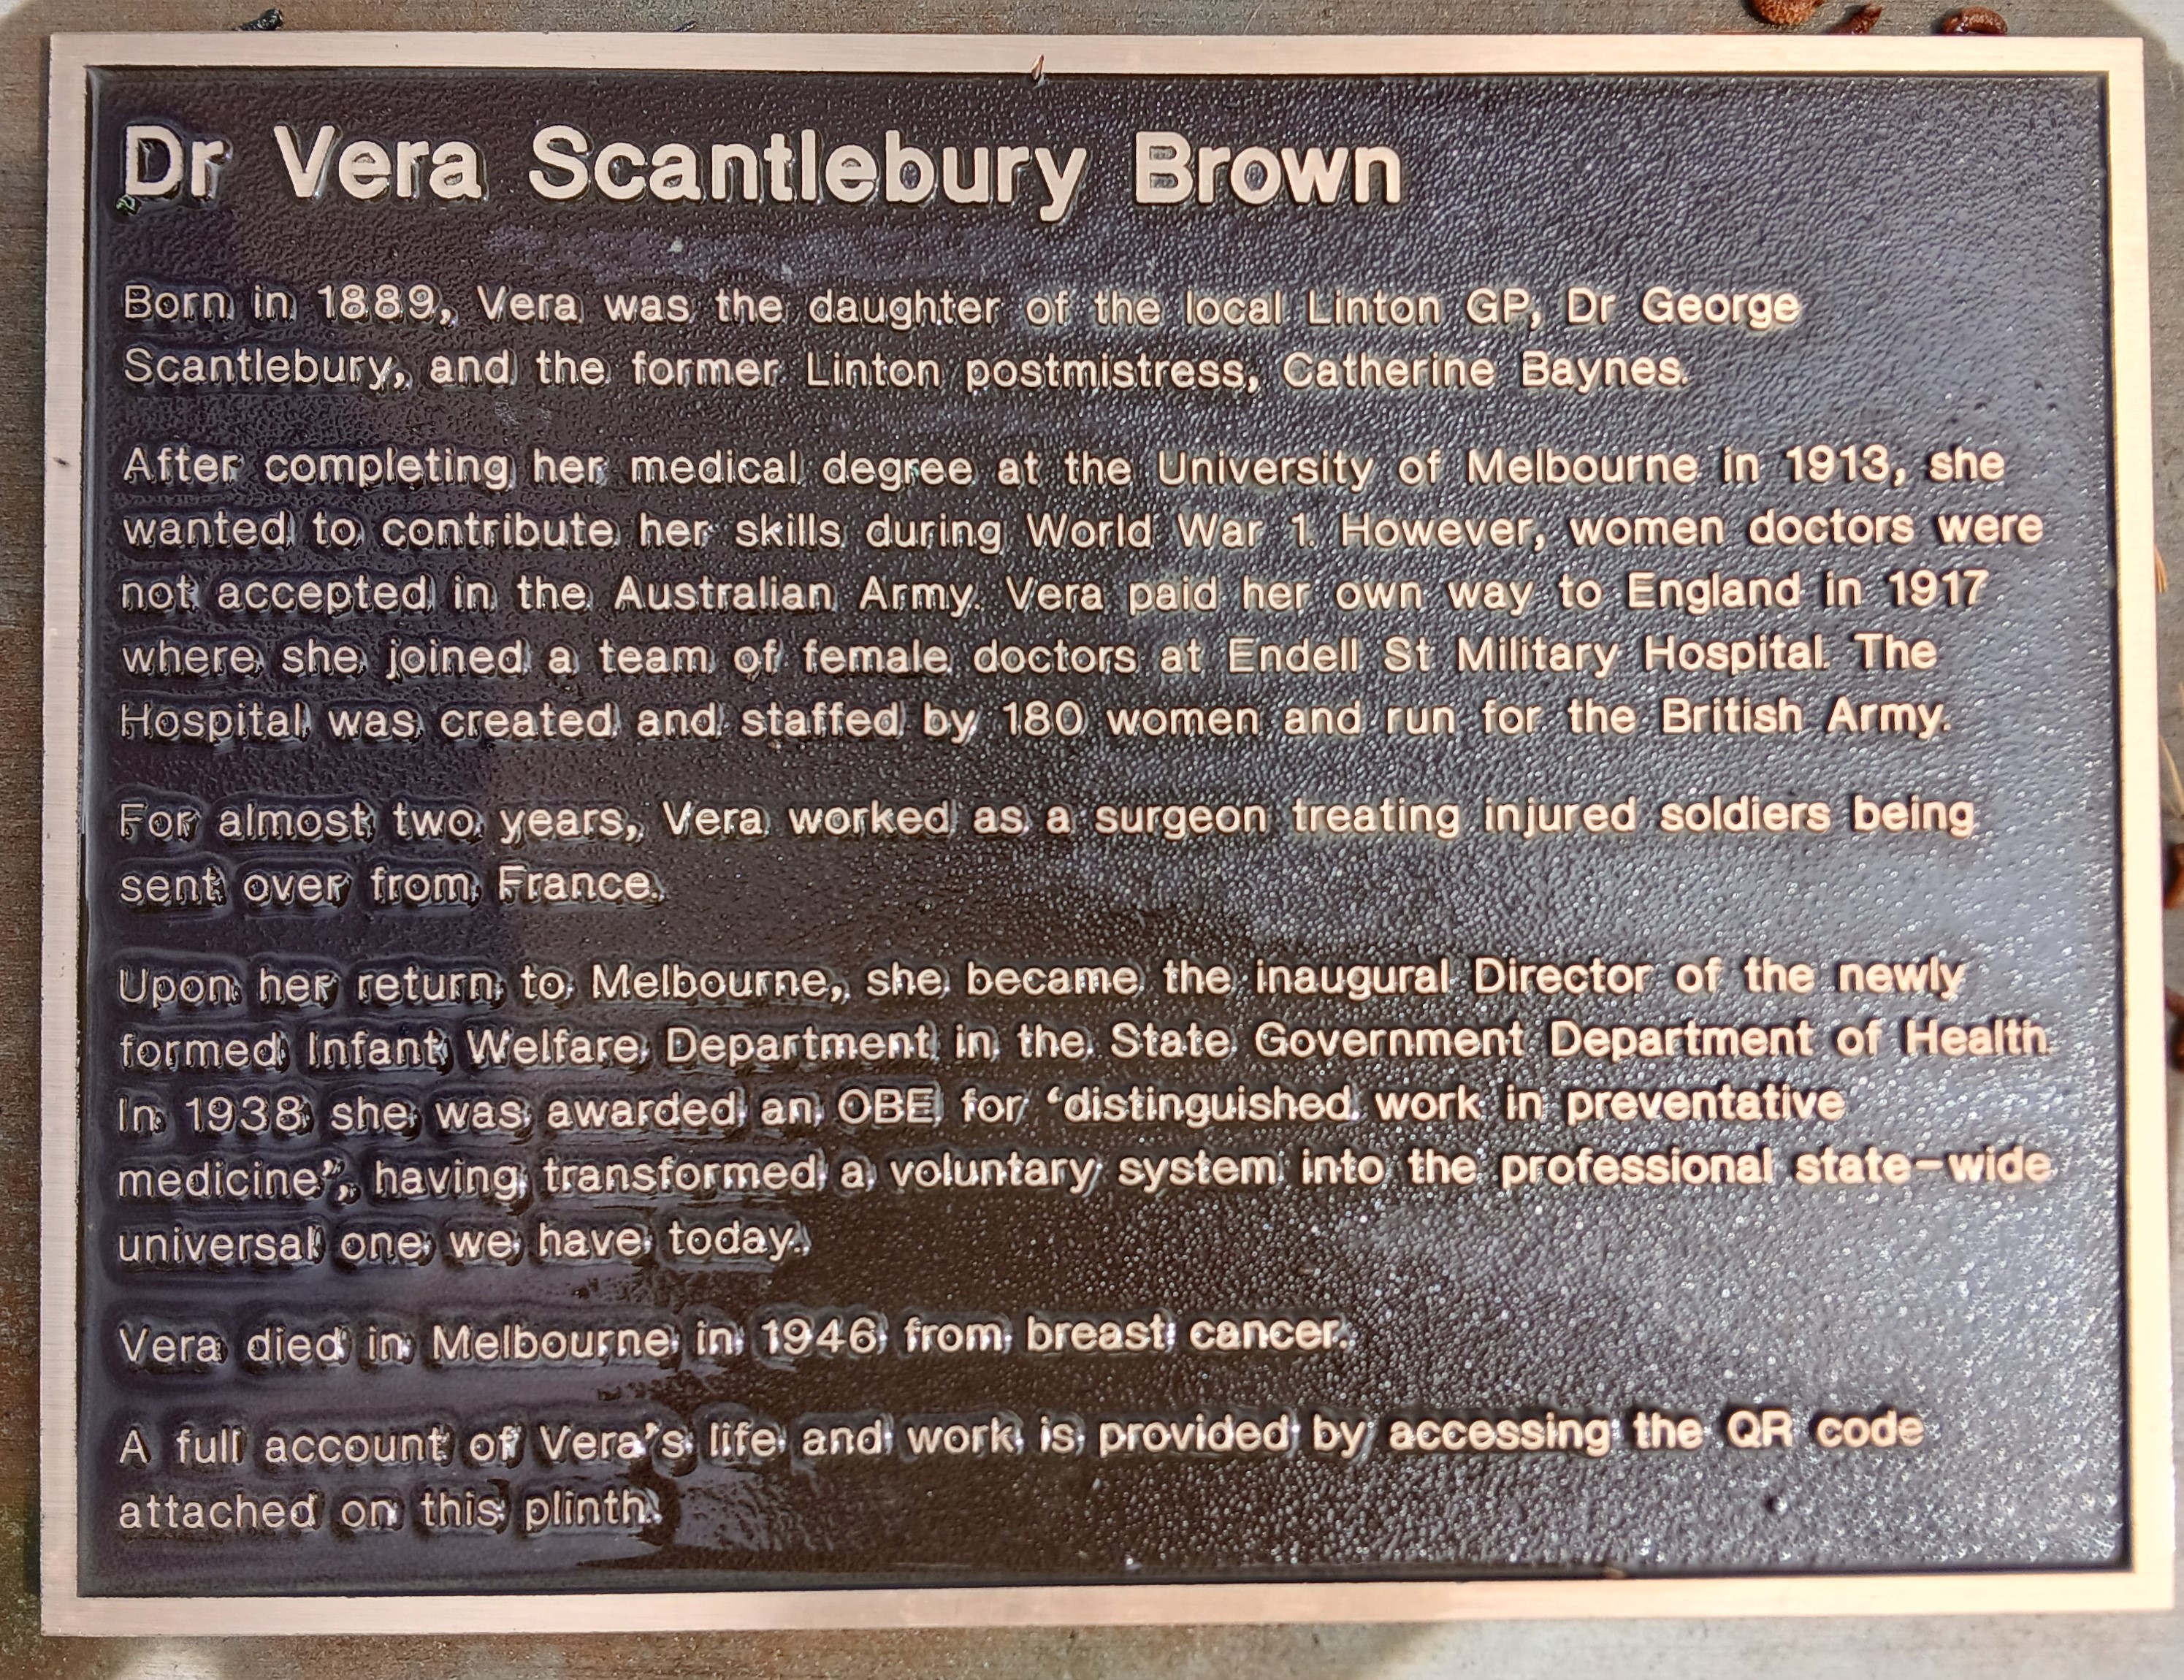 Dr Vera Scantlebury Brown
Born in 1889, Vera was the daughter of the local Linton GP, Dr George
Scantlebury, and the former Linton postmistress, Catherine Baynes.
After completing her medical degree at the University of Melbourne in 1913, she
wanted to contribute her skills during World War 1. However, women doctors were
not accepted in the Australian Army. Vera paid her own way to England in 1917
where she joined a team of female doctors at Endell St Military Hospital. The
Hospital was created and staffed by 180 women and run for the British Army.
For almost two years, Vera worked as a surgeon treating injured soldiers being
sent over from France.
Upon her return to Melbourne, she became the inaugural Director of the newly
formed Infant Welfare Department in the State Government Department of Health.
In 1938 she was awarded an OBE for ‘distinguished work in preventative
medicine”, having transformed a voluntary system into the professional state-wide
universal one we have today.
Vera died in Melbourne in 1946 from breast cancer.
A full account of Vera’s life and work is provided by accessing the QR code
attached on this plinth.